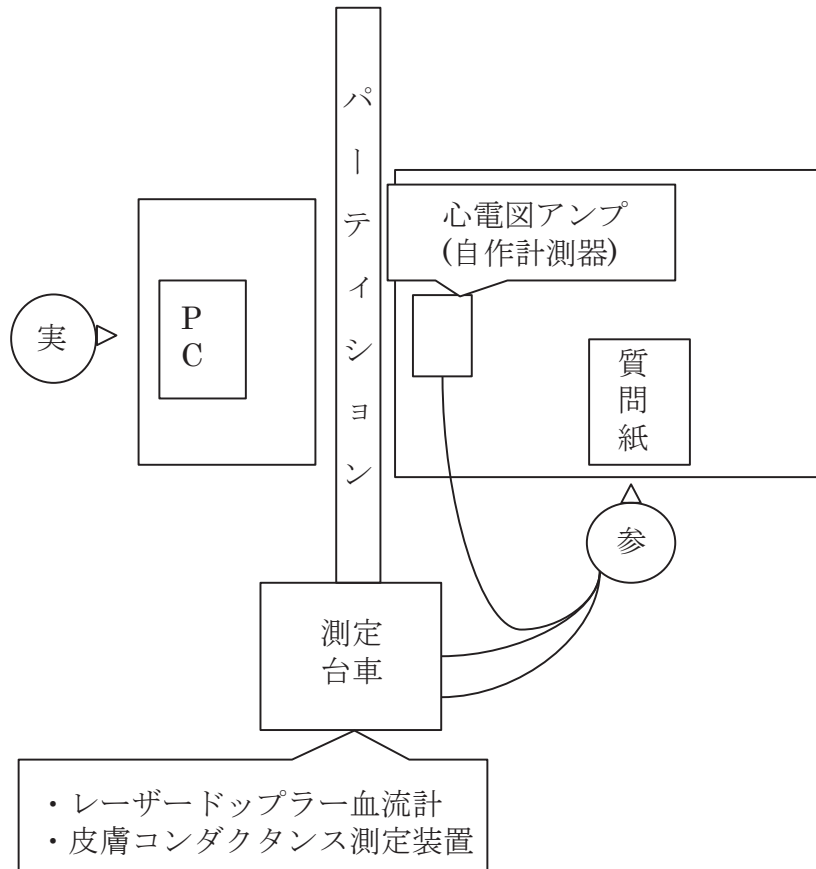 パーティション
心電図アンプ
(自作計測器)
実
PC
質問紙
参
測定
台車
・レーザードップラー血流計
・皮膚コンダクタンス測定装置